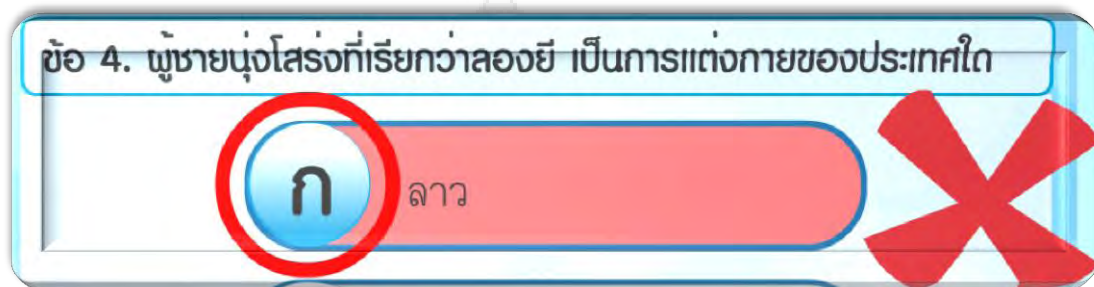 ข้อ 4. ผู้ชายนุ่งโสร่งที่เรียกว่าลองยี เป็นการแต่งกายของประเทศใด
ก ลาว